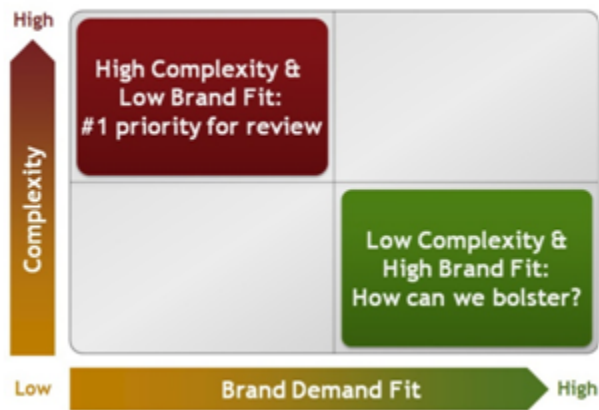 High
High Complexity &
Low Brand Fit:
#1 priority for review
Complexity
Low Complexity &
High Brand Fit:
How can we bolster?
Low
Brand Demand Fit
High